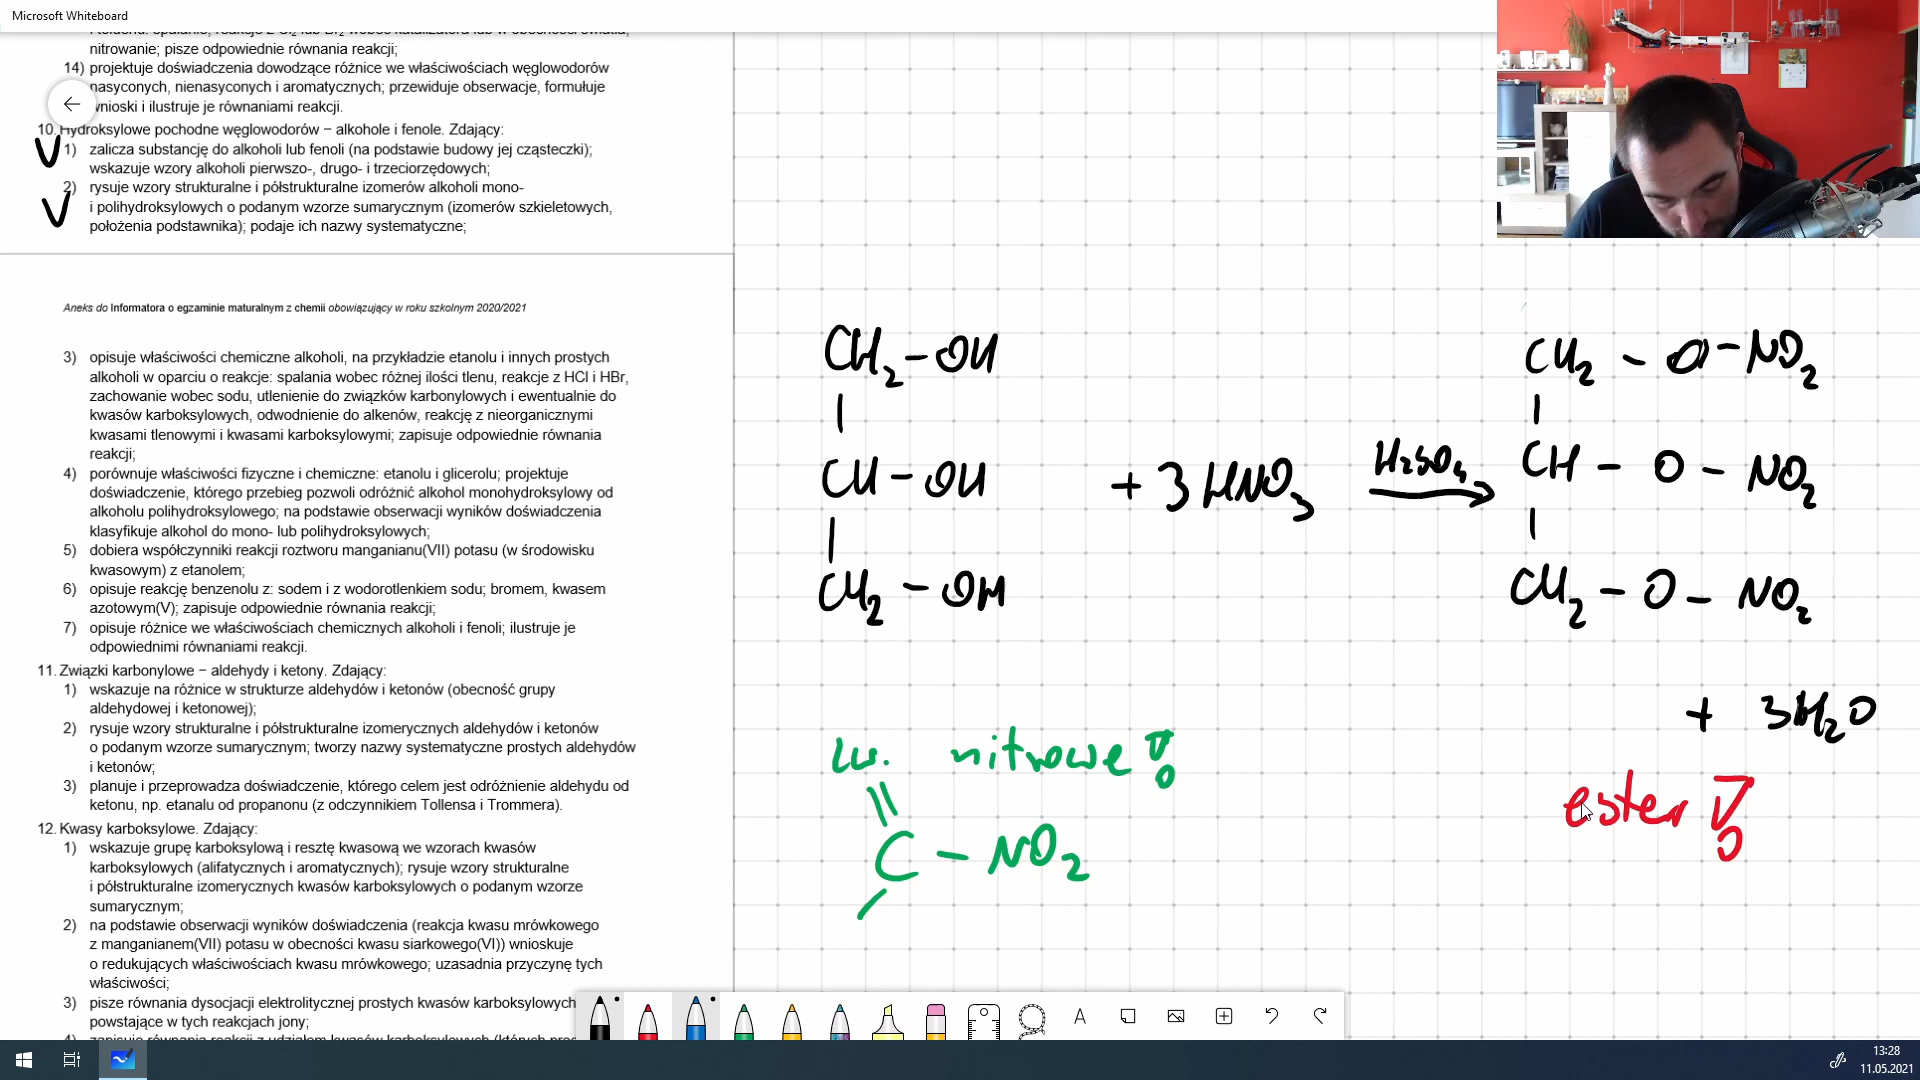 Microsoft Whiteboard
nitrowanie; pisze odpowiednie równania reakcji;
14) projektuje doświadczenia dowodzące różnice we właściwościach węglowodorów
nasyconych, nienasyconych i aromatycznych; przewiduje obserwacje, formułuje
wnioski i ilustruje je równaniami reakcji.
10. Hydroksylowe pochodne węglowodorów – alkohole i fenole. Zdający:
1) zalicza substancję do alkoholi lub fenoli (na podstawie budowy jej cząsteczki);
wskazuje wzory alkoholi pierwszo-, drugo- i trzeciorzędowych;
2) rysuje wzory strukturalne i półstrukturalne izomerów alkoholi mono-
i polihydroksylowych o podanym wzorze sumarycznym (izomerów szkieletowych,
położenia podstawnika); podaje ich nazwy systematyczne;
Aneks do Informatora o egzaminie maturalnym z chemii obowiązujący w roku szkolnym 2020/2021
3) opisuje właściwości chemiczne alkoholi, na przykładzie etanolu i innych prostych
alkoholi w oparciu o reakcje: spalania wobec różnej ilości tlenu, reakcje z HCl i HBr,
zachowanie wobec sodu, utlenienie do związków karbonylowych i ewentualnie do
kwasów karboksylowych, odwodnienie do alkenów, reakcję z nieorganicznymi
kwasami tlenowymi i kwasami karboksylowymi; zapisuje odpowiednie równania
reakcji;
4) porównuje właściwości fizyczne i chemiczne: etanolu i glicerolu; projektuje
doświadczenie, którego przebieg pozwoli odróżnić alkohol monohydroksylowy od
alkoholu polihydroksylowego; na podstawie obserwacji wyników doświadczenia
klasyfikuje alkohol do mono- lub polihydroksylowych;
5) dobiera współczynniki reakcji roztworu manganianu(VII) potasu (w środowisku
kwasowym) z etanolem;
6) opisuje reakcję benzenolu z: sodem i z wodorotlenkiem sodu; bromem, kwasem
azotowym(V); zapisuje odpowiednie równania reakcji;
7) opisuje różnice we właściwościach chemicznych alkoholi i fenoli; ilustruje je
odpowiednimi równaniami reakcji.
11. Związki karbonylowe – aldehydy i ketony. Zdający:
1) wskazuje na różnice w strukturze aldehydów i ketonów (obecność grupy
aldehydowej i ketonowej);
2) rysuje wzory strukturalne i półstrukturalne izomerycznych aldehydów i ketonów
o podanym wzorze sumarycznym; tworzy nazwy systematyczne prostych aldehydów
i ketonów;
3) planuje i przeprowadza doświadczenie, którego celem jest odróżnienie aldehydu od
ketonu, np. etanalu od propanonu (z odczynnikiem Tollensa i Trommera).
12. Kwasy karboksylowe. Zdający:
1) wskazuje grupę karboksylową i resztę kwasową we wzorach kwasów
karboksylowych (alifatycznych i aromatycznych); rysuje wzory strukturalne
i półstrukturalne izomerycznych kwasów karboksylowych o podanym wzorze
sumarycznym;
2) na podstawie obserwacji wyników doświadczenia (reakcja kwasu mrówkowego
z manganianem(VII) potasu w obecności kwasu siarkowego(VI)) wnioskuje
o redukujących właściwościach kwasu mrówkowego; uzasadnia przyczynę tych
właściwości;
3) pisze równania dysocjacji elektrolitycznej prostych kwasów karboksylowych
powstające w tych reakcjach jony;
CH₂ – OH
CH – OH
CH₂ – OH
+ 3 HNO₃
H₂SO₄
CH₂ – O – NO₂
CH – O – NO₂
CH₂ – O – NO₂
+ 3H₂O
ester !
nitrowe !
C – NO₂
13:28
11.05.2021